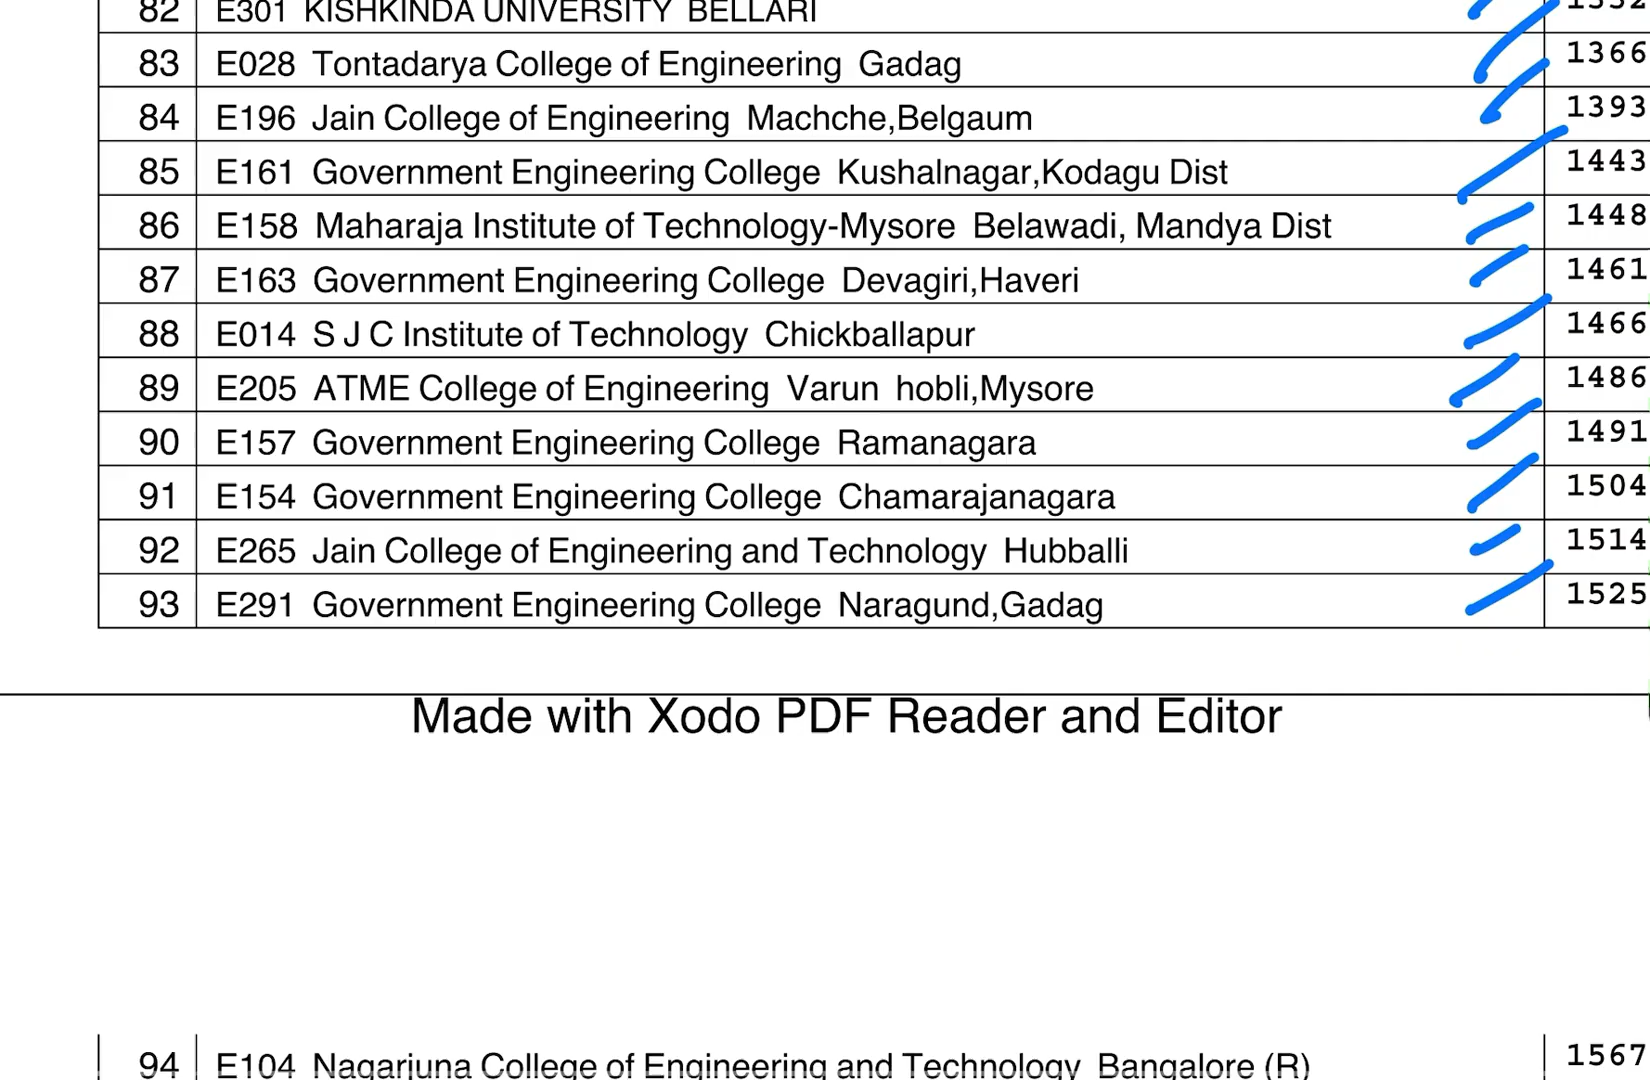 82 E301 KISHKINDA UNIVERSITY BELLARI
83 E028 Tontadarya College of Engineering Gadag 1366
84 E196 Jain College of Engineering Machche,Belgaum 1393
85 E161 Government Engineering College Kushalnagar,Kodagu Dist 1443
86 E158 Maharaja Institute of Technology-Mysore Belawadi, Mandya Dist 1448
87 E163 Government Engineering College Devagiri,Haveri 1461
88 E014 S J C Institute of Technology Chickballapur 1466
89 E205 ATME College of Engineering Varun hobli,Mysore 1486
90 E157 Government Engineering College Ramanagara 1491
91 E154 Government Engineering College Chamarajanagara 1504
92 E265 Jain College of Engineering and Technology Hubballi 1514
93 E291 Government Engineering College Naragund,Gadag 1525
Made with Xodo PDF Reader and Editor
94 E104 Nagarjuna College of Engineering and Technology Bangalore (R) 1567